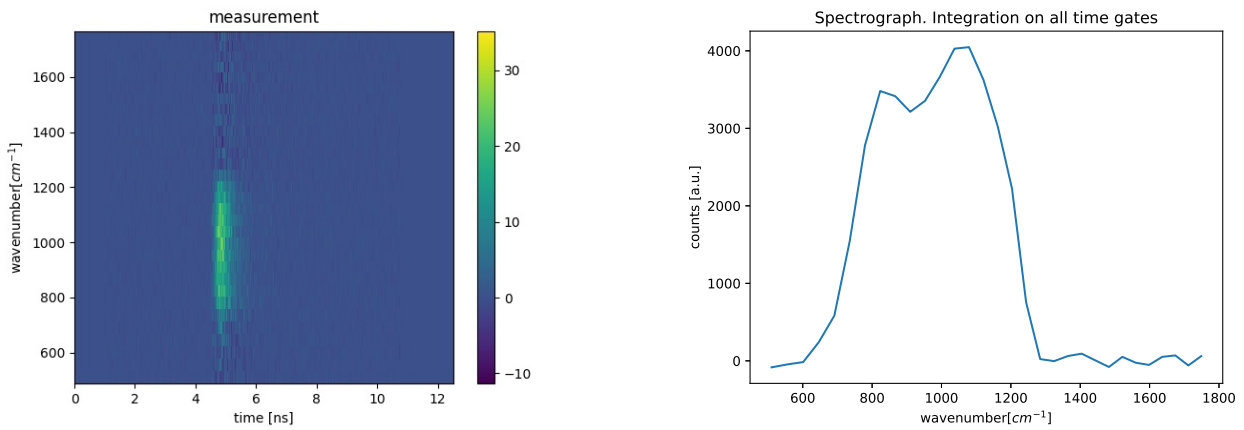 measurement
1600
1400
1200
1000
800
600
wavenumber[cm⁻¹]
0 2 4 6 8 10 12
time [ns]
30
20
10
0
−10
Spectrograph. Integration on all time gates
4000
3000
2000
1000
0
counts [a.u.]
600 800 1000 1200 1400 1600 1800
wavenumber[cm⁻¹]